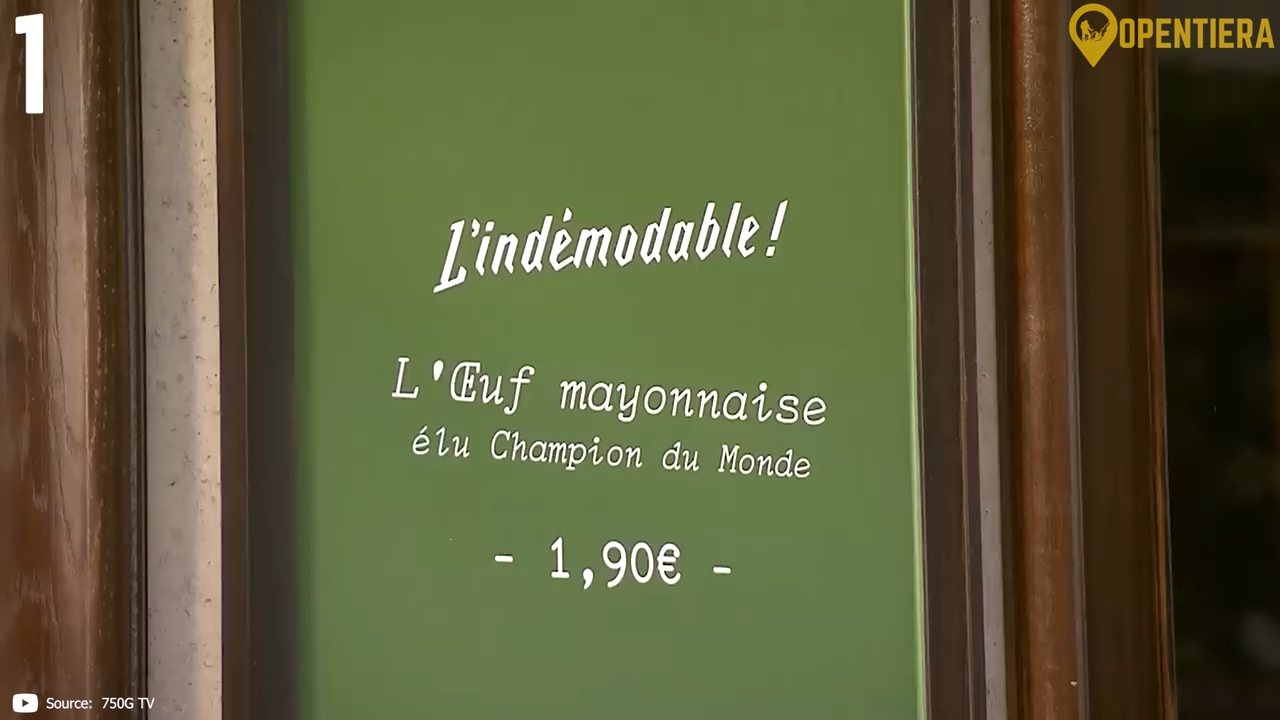 1
OPENTIERA
L'indémodable!
L'Œuf mayonnaise
élu Champion du Monde
- 1,90€ -
Source: 750G TV